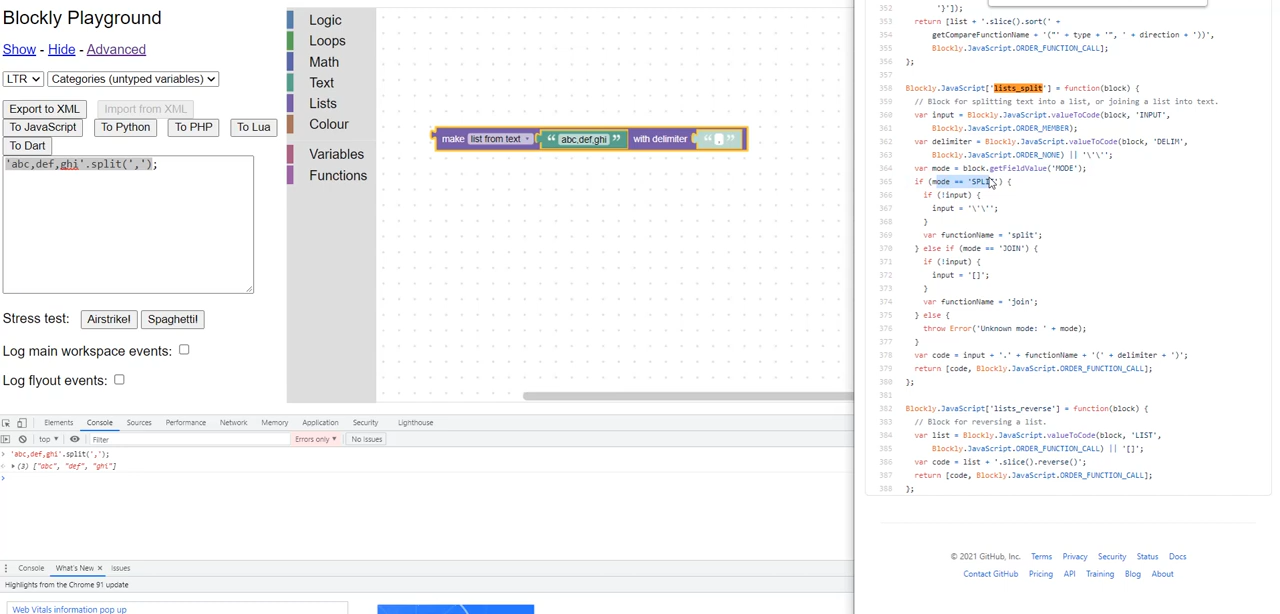 Blockly Playground
Show - Hide - Advanced
LTR Categories (untyped variables)
Export to XML Import from XML
To JavaScript To Python To PHP To Lua
To Dart
'abc,def,ghi'.split(',');
Stress test: Airstrike! Spaghetti!
Log main workspace events:
Log flyout events:
Logic
Loops
Math
Text
Lists
Colour
Variables
Functions
make list from text “ abc,def,ghi ” with delimiter “ , ”
Elements Console Sources Performance Network Memory Application Security Lighthouse
top Filter Errors only No Issues
'abc,def,ghi'.split(',');
(3) ["abc", "def", "ghi"]
Console What's New × Issues
Highlights from the Chrome 91 update
Web Vitals information pop up
352 '}']);
353 return [list + '.slice().sort(' +
354 getCompareFunctionName + '("' + type + '", ' + direction + '))',
355 Blockly.JavaScript.ORDER_FUNCTION_CALL];
356 };
357
358 Blockly.JavaScript['lists_split'] = function(block) {
359 // Block for splitting text into a list, or joining a list into text.
360 var input = Blockly.JavaScript.valueToCode(block, 'INPUT',
361 Blockly.JavaScript.ORDER_MEMBER);
362 var delimiter = Blockly.JavaScript.valueToCode(block, 'DELIM',
363 Blockly.JavaScript.ORDER_NONE) || '\'\'';
364 var mode = block.getFieldValue('MODE');
365 if (mode == 'SPLIT') {
366 if (!input) {
367 input = '\'\'';
368 }
369 var functionName = 'split';
370 } else if (mode == 'JOIN') {
371 if (!input) {
372 input = '[]';
373 }
374 var functionName = 'join';
375 } else {
376 throw Error('Unknown mode: ' + mode);
377 }
378 var code = input + '.' + functionName + '(' + delimiter + ')';
379 return [code, Blockly.JavaScript.ORDER_FUNCTION_CALL];
380 };
381
382 Blockly.JavaScript['lists_reverse'] = function(block) {
383 // Block for reversing a list.
384 var list = Blockly.JavaScript.valueToCode(block, 'LIST',
385 Blockly.JavaScript.ORDER_FUNCTION_CALL) || '[]';
386 var code = list + '.slice().reverse()';
387 return [code, Blockly.JavaScript.ORDER_FUNCTION_CALL];
388 };
© 2021 GitHub, Inc. Terms Privacy Security Status Docs
Contact GitHub Pricing API Training Blog About